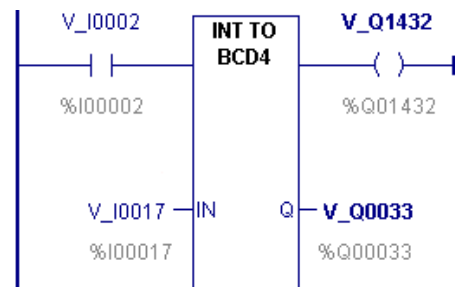 V_I0002 INT TO V_Q1432
BCD4
%I00002 %Q01432
V_I0017 IN Q V_Q0033
%I00017 %Q00033